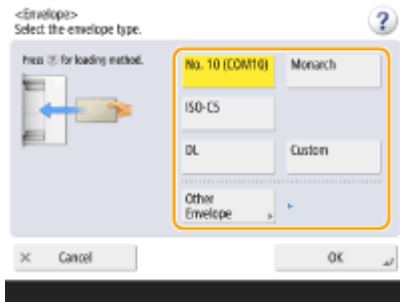 <Envelope>
Select the envelope type.
?
Press ? for loading method.
No. 10 (COM10)
Monarch
ISO-C5
DL
Custom
Other
Envelope
× Cancel
OK